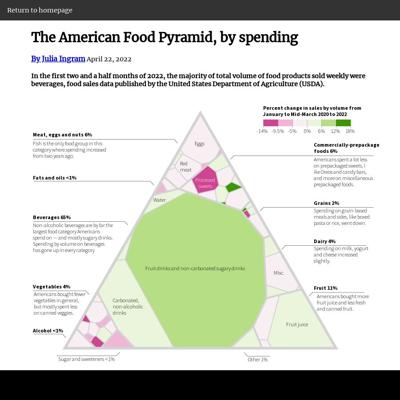 Return to homepage
The American Food Pyramid, by spending
By Julia Ingram April 22, 2022
In the first two and a half months of 2022, the majority of total volume of food products sold weekly were
beverages, food sales data published by the United States Department of Agriculture (USDA).
Percent change in sales by volume from
January to Mid-March 2020 to 2022
-14% -9.5% -5% 0% 6% 12% 18%
Meat, eggs and nuts 6%
Fish is the only food group in this
category where spending increased
from two years ago.
Fats and oils <1%
Beverages 65%
Non-alcoholic beverages are by far the
largest food category Americans
spend on — and mostly sugary drinks.
Spending by volume on beverages
has gone up in every category
Vegetables 4%
Americans bought fewer
vegetables in general,
but mostly spent less
on canned veggies.
Alcohol <3%
Sugar and sweeteners <1%
Eggs
Red
meat
Processed
sweets
Water
Fruit drinks and non-carbonated sugary drinks
Carbonated,
non-alcoholic
drinks
Misc.
Fruit juice
Commercially-prepackage
foods 6%
Americans spent a lot less
on prepackaged sweets, l
ike Oreos and candy bars,
and more on miscellaneous
prepackaged foods.
Grains 2%
Spending on grain-based
meals and sides, like boxed
pasta or rice, went down.
Dairy 4%
Spending on milk, yogurt
and cheese increased
slightly.
Fruit 11%
Americans bought more
fruit juice and less fresh
and canned fruit.
Other 1%